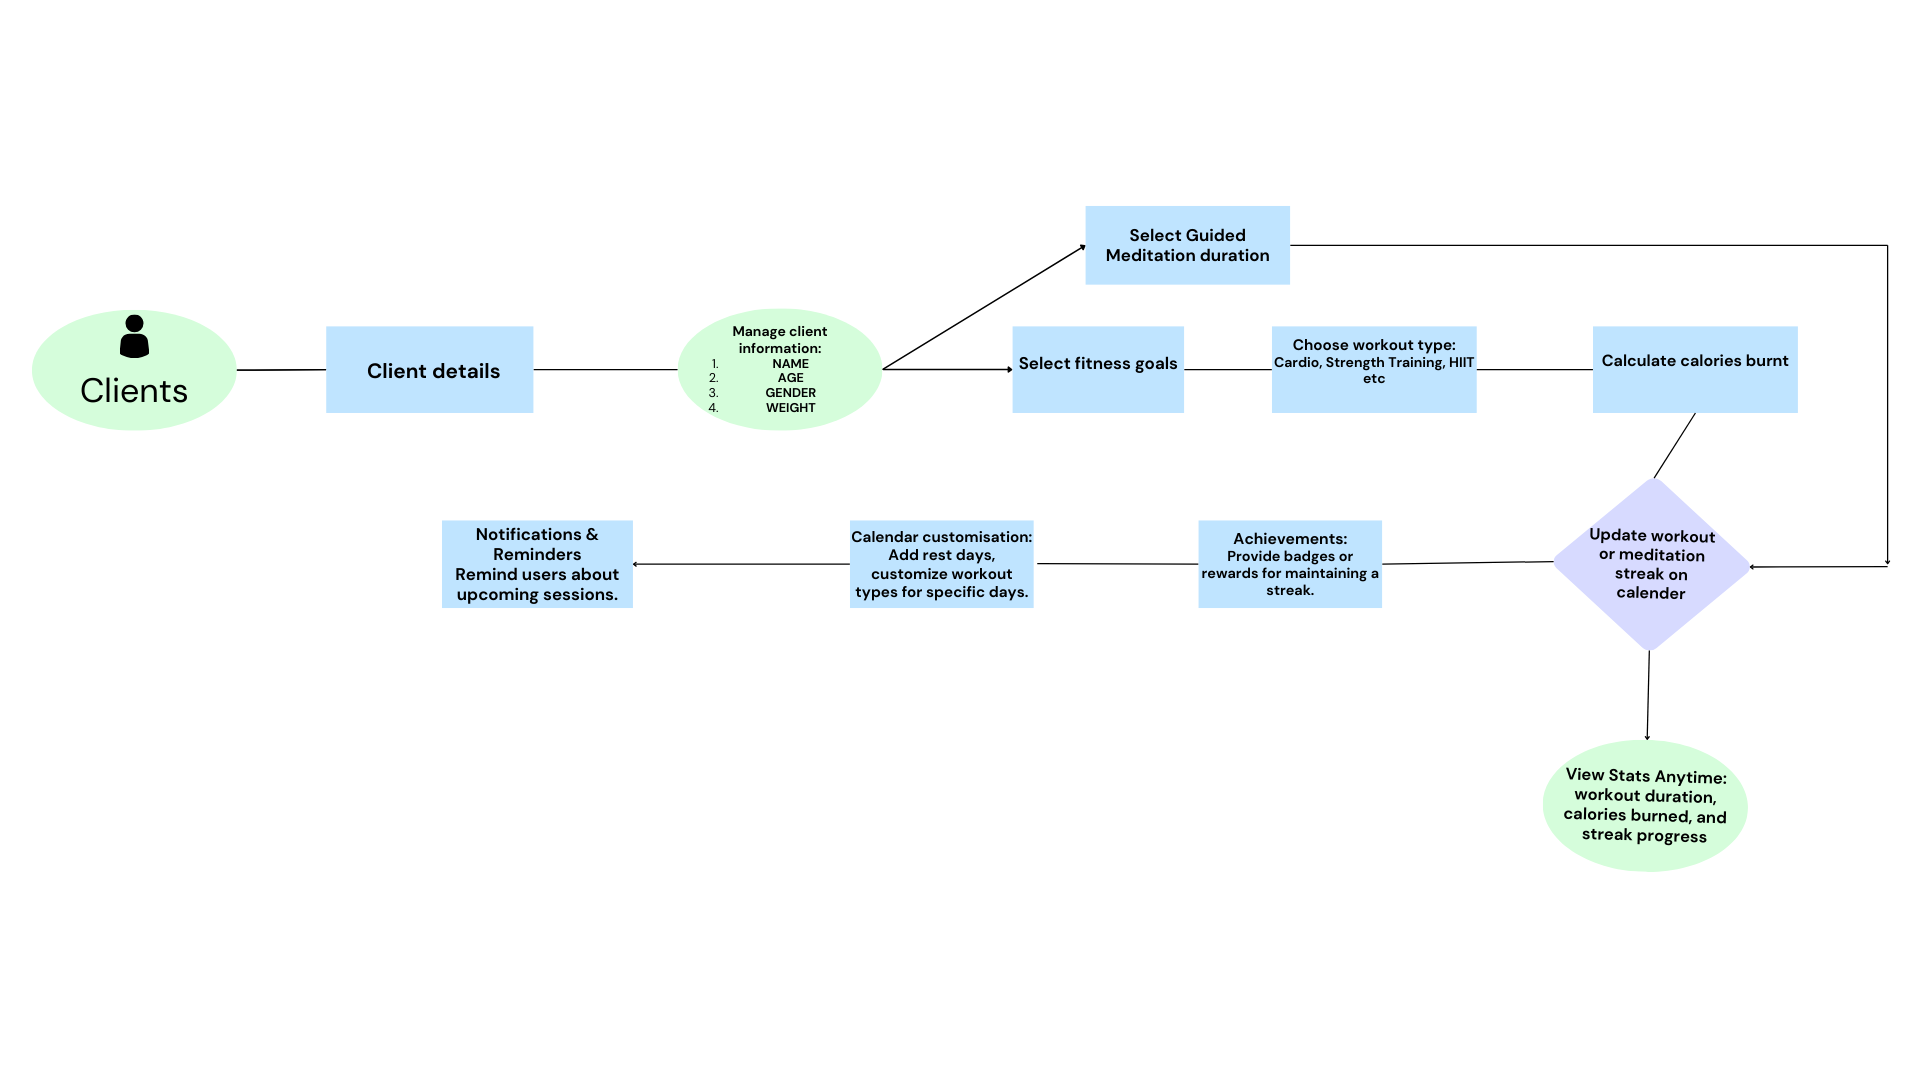 Clients
Client details
Manage client
information:
1. NAME
2. AGE
3. GENDER
4. WEIGHT
Select Guided
Meditation duration
Select fitness goals
Choose workout type:
Cardio, Strength Training, HIIT
etc
Calculate calories burnt
Update workout
or meditation
streak on
calender
Achievements:
Provide badges or
rewards for maintaining a
streak.
Calendar customisation:
Add rest days,
customize workout
types for specific days.
Notifications &
Reminders
Remind users about
upcoming sessions.
View Stats Anytime:
workout duration,
calories burned, and
streak progress